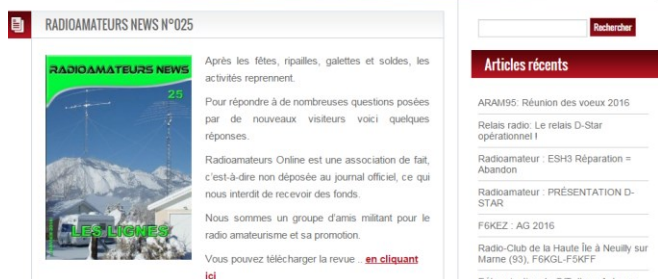 RADIOAMATEURS NEWS N°025
RADIOAMATEURS NEWS
25
LES LIGNES
Après les fêtes, ripailles, galettes et soldes, les
activités reprennent.
Pour répondre à de nombreuses questions posées
par de nouveaux visiteurs voici quelques
réponses.
Radioamateurs Online est une association de fait,
c'est-à-dire non déposée au journal officiel, ce qui
nous interdit de recevoir des fonds.
Nous sommes un groupe d'amis militant pour le
radio amateurisme et sa promotion.
Vous pouvez télécharger la revue .. en cliquant
ici
Rechercher
Articles récents
ARAM95: Réunion des voeux 2016
Relais radio: Le relais D-Star
opérationnel !
Radioamateur : ESH3 Réparation =
Abandon
Radioamateur : PRÉSENTATION D-
STAR
F6KEZ : AG 2016
Radio-Club de la Haute Île à Neuilly sur
Marne (93), F6KGL-F5KFF